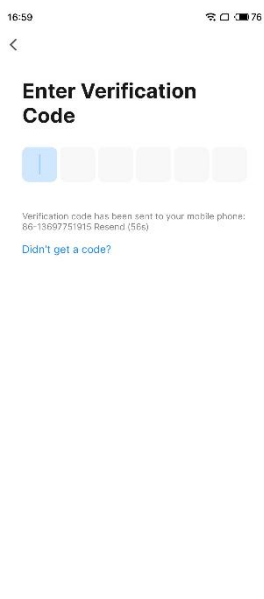 16:59
76
Enter Verification
Code
Verification code has been sent to your mobile phone:
86-13697751915 Resend (56s)
Didn't get a code?